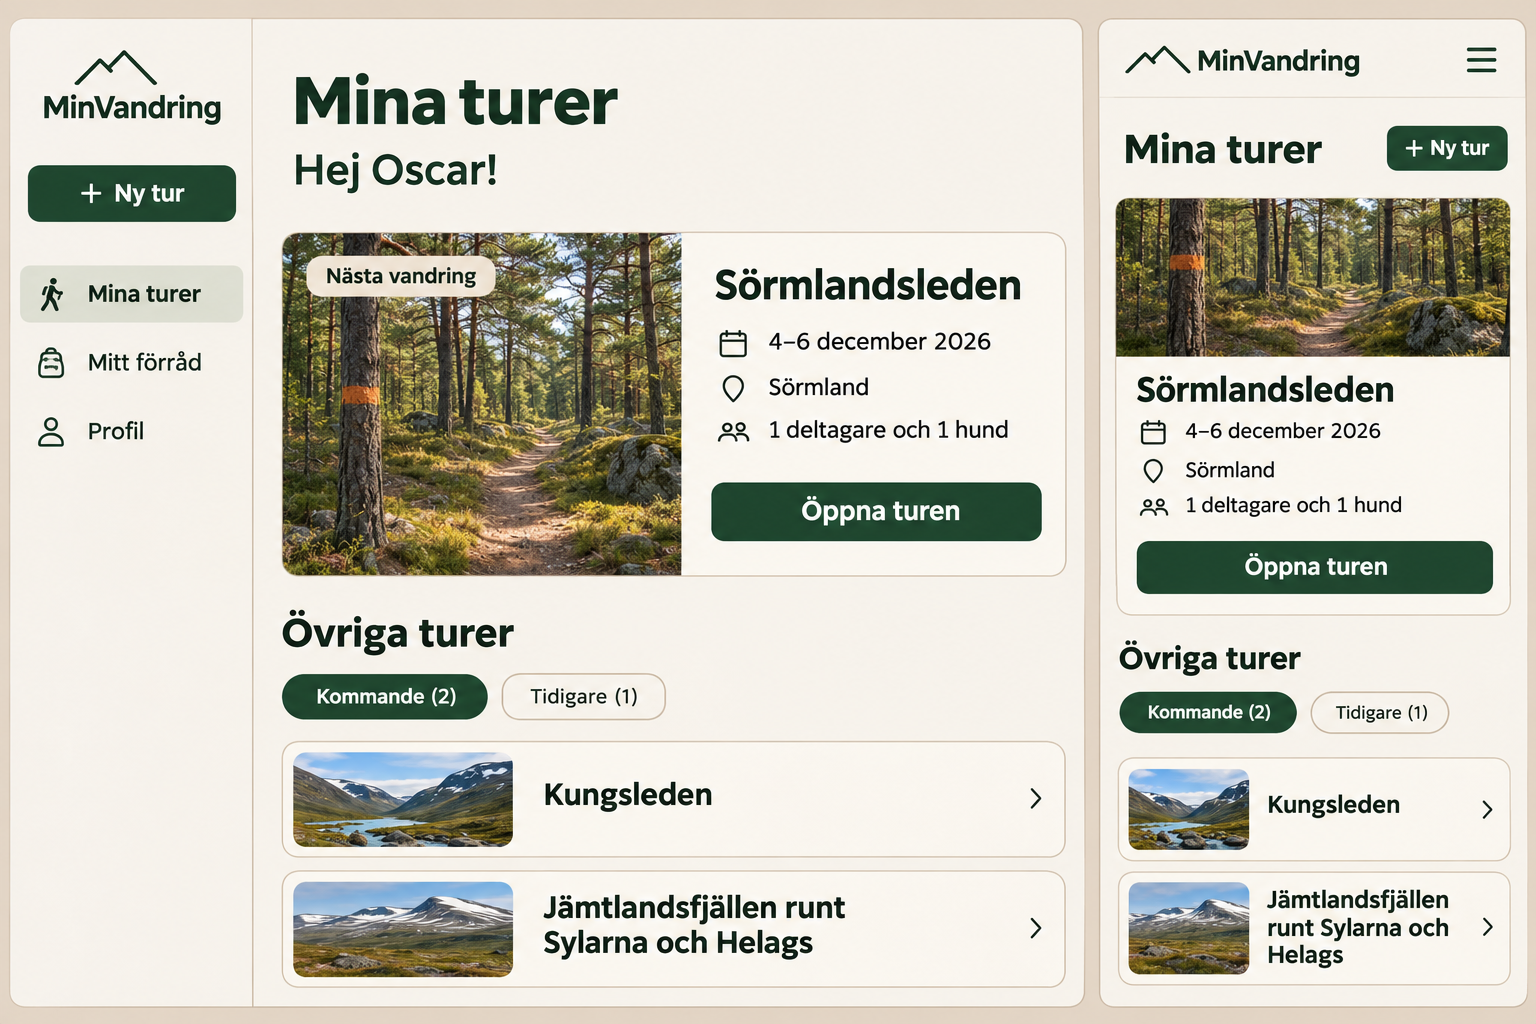 MinVandring
+ Ny tur
Mina turer
Mitt förråd
Profil
Mina turer
Hej Oscar!
Nästa vandring
Sörmlandsleden
4–6 december 2026
Sörmland
1 deltagare och 1 hund
Öppna turen
Övriga turer
Kommande (2)
Tidigare (1)
Kungsleden
Jämtlandsfjällen runt
Sylarna och Helags
MinVandring
Mina turer
+ Ny tur
Sörmlandsleden
4–6 december 2026
Sörmland
1 deltagare och 1 hund
Öppna turen
Övriga turer
Kommande (2)
Tidigare (1)
Kungsleden
Jämtlandsfjällen
runt Sylarna och
Helags